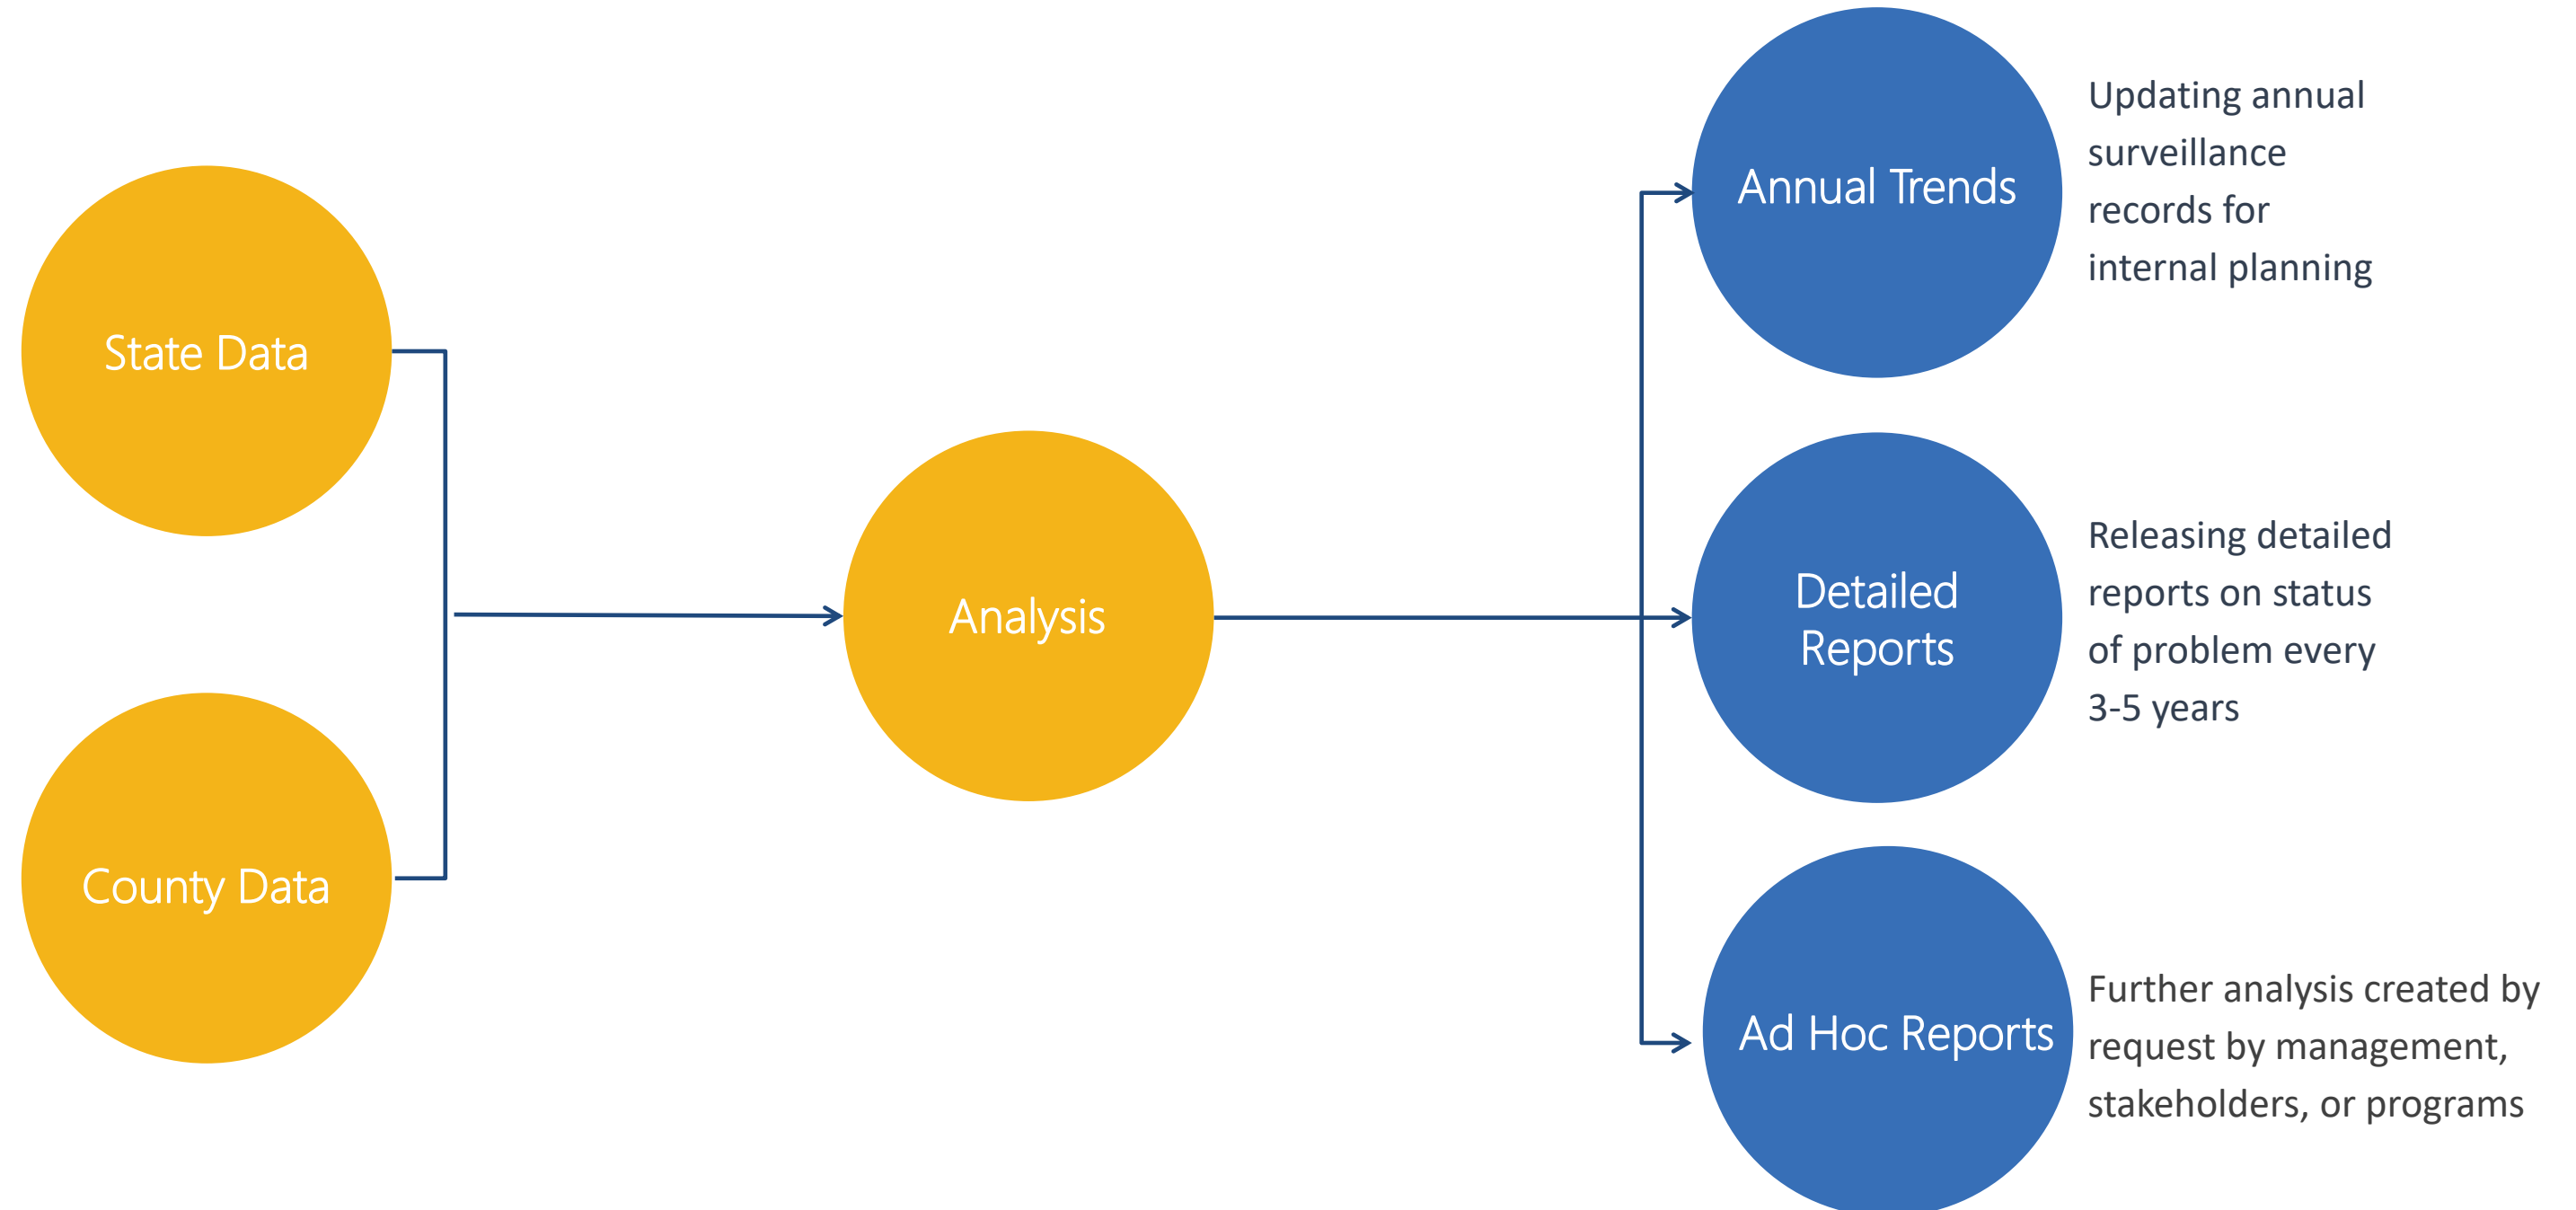 State Data
County Data
Analysis
Annual Trends
Updating annual
surveillance
records for
internal planning
Detailed
Reports
Releasing detailed
reports on status
of problem every
3-5 years
Ad Hoc Reports
Further analysis created by
request by management,
stakeholders, or programs